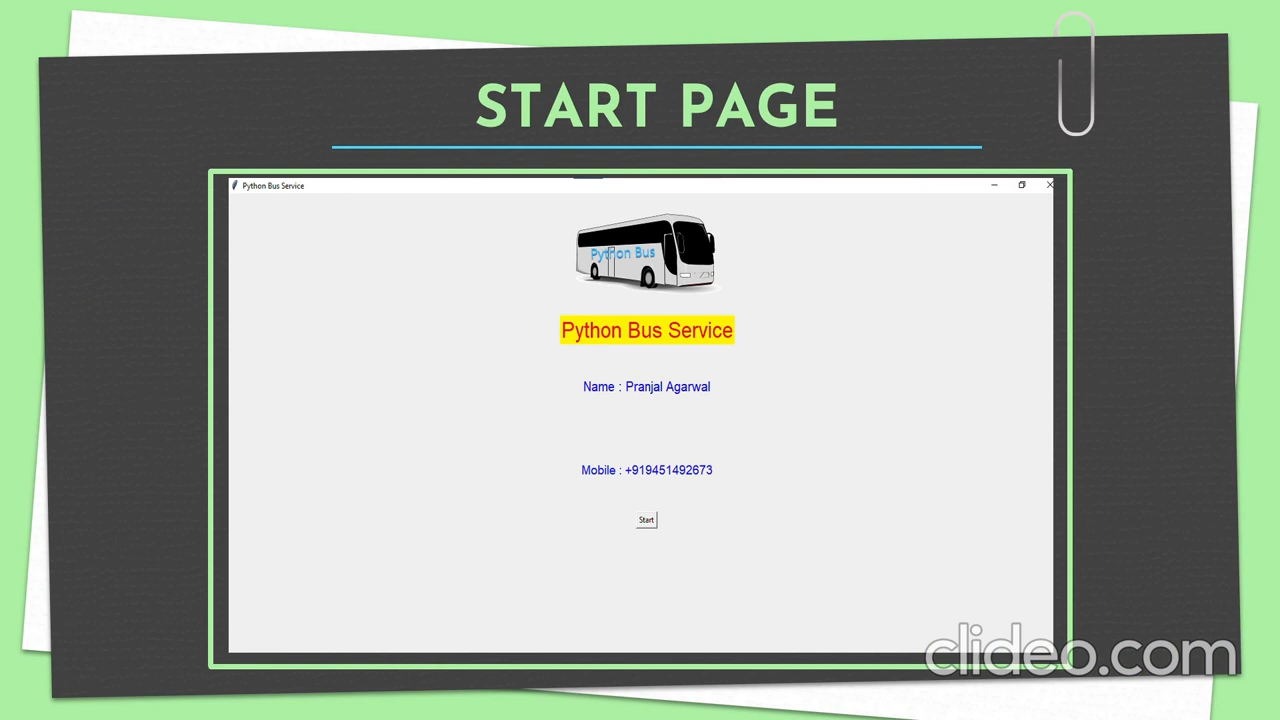 START PAGE
Python Bus Service
Python Bus
Python Bus Service
Name : Pranjal Agarwal
Mobile : +919451492673
Start
clideo.com